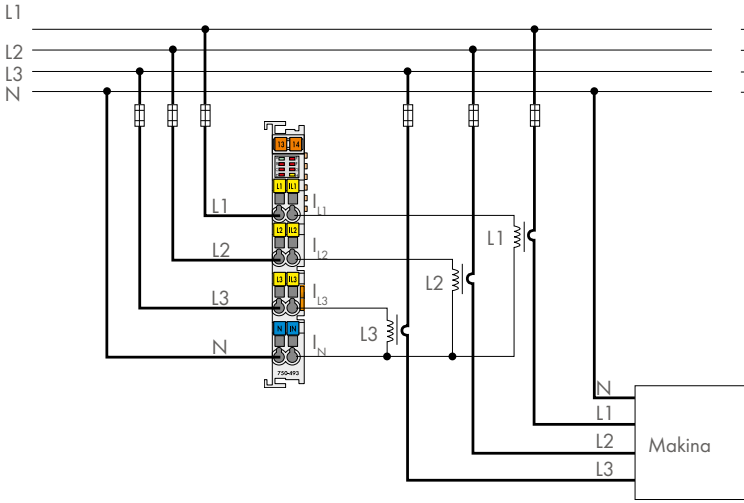 L1
L2
L3
N
13 14
L1 IL1
L1 IL1
L2 IL2
L2 IL2
L3 IL3
L3 IL3
N IN
N IN
750-493
L1
L2
L3
N
L1
L2
L3
Makina